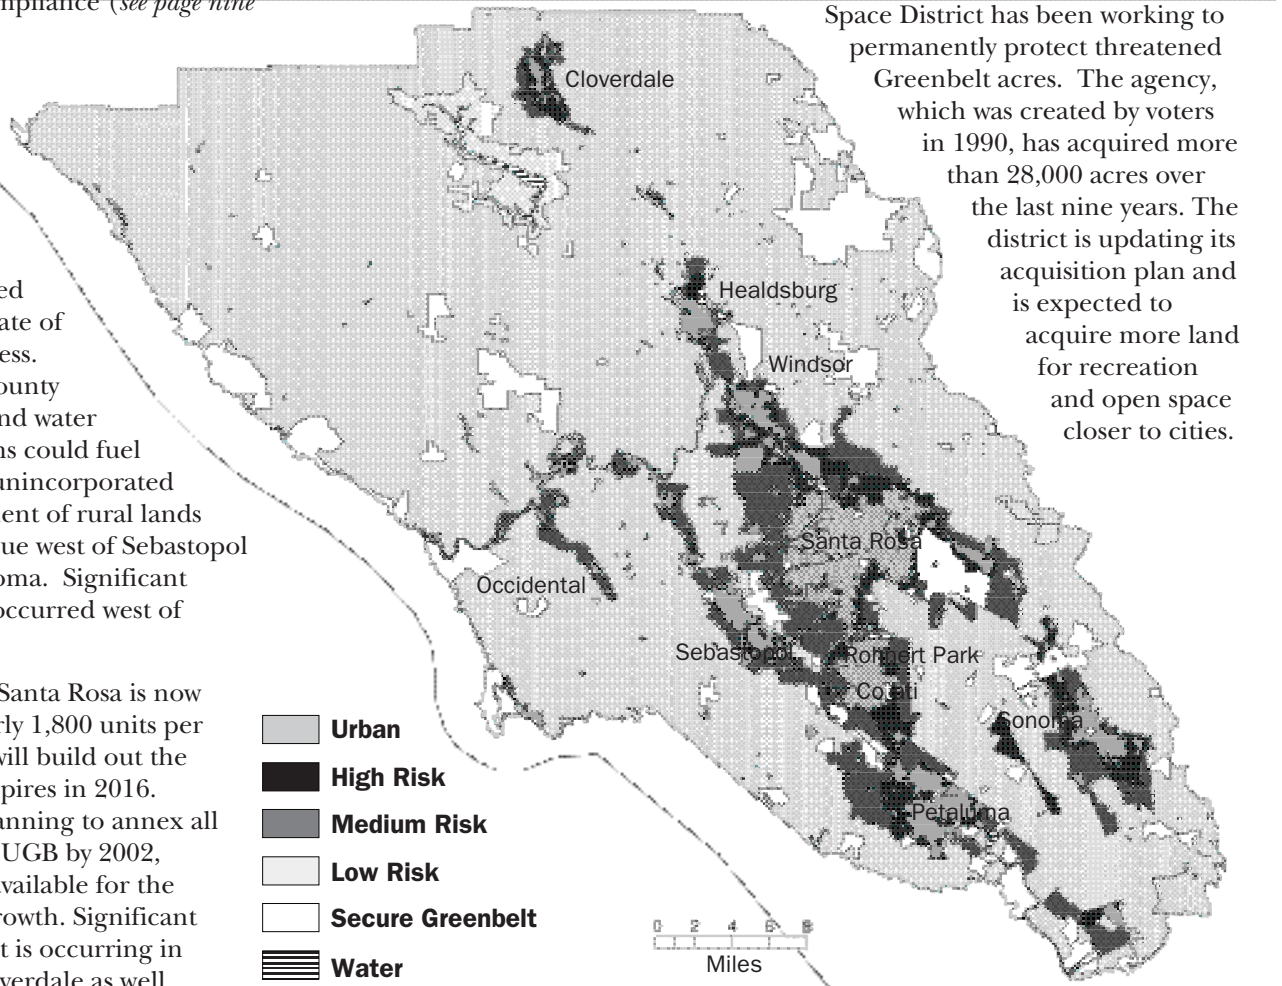 mpliance (see page nine
ed
ate of
ess.
ounty
nd water
ns could fuel
unincorporated
ent of rural lands
ue west of Sebastopol
oma.  Significant
occurred west of
Santa Rosa is now
rly 1,800 units per
will build out the
pires in 2016.
anning to annex all
UGB by 2002,
vailable for the
rowth. Significant
t is occurring in
verdale as well
Space District has been working to
permanently protect threatened
Greenbelt acres.  The agency,
which was created by voters
in 1990, has acquired more
than 28,000 acres over
the last nine years. The
district is updating its
acquisition plan and
is expected to
acquire more land
for recreation
and open space
closer to cities.
Cloverdale
Healdsburg
Windsor
Santa Rosa
Occidental
Sebastopol
Rohnert Park
Cotati
Sonoma
Petaluma
Urban
High Risk
Medium Risk
Low Risk
Secure Greenbelt
Water
0 2 4 6 8
Miles